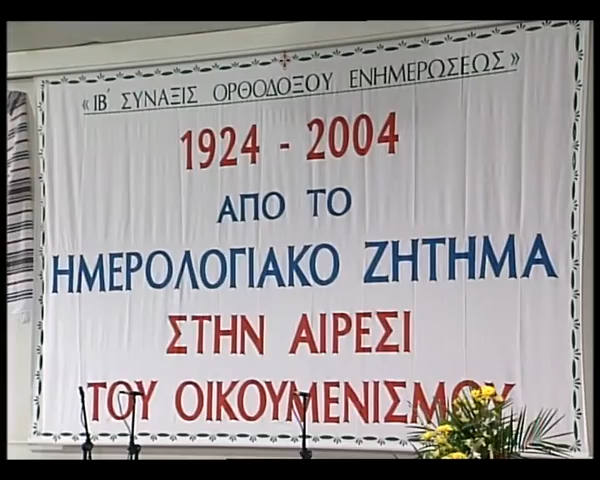 « ΙΒ΄ ΣΥΝΑΞΙΣ ΟΡΘΟΔΟΞΟΥ ΕΝΗΜΕΡΩΣΕΩΣ »
1924 - 2004
ΑΠΟ ΤΟ
ΗΜΕΡΟΛΟΓΙΑΚΟ ΖΗΤΗΜΑ
ΣΤΗΝ ΑΙΡΕΣΙ
ΤΟΥ ΟΙΚΟΥΜΕΝΙΣΜΟΥ